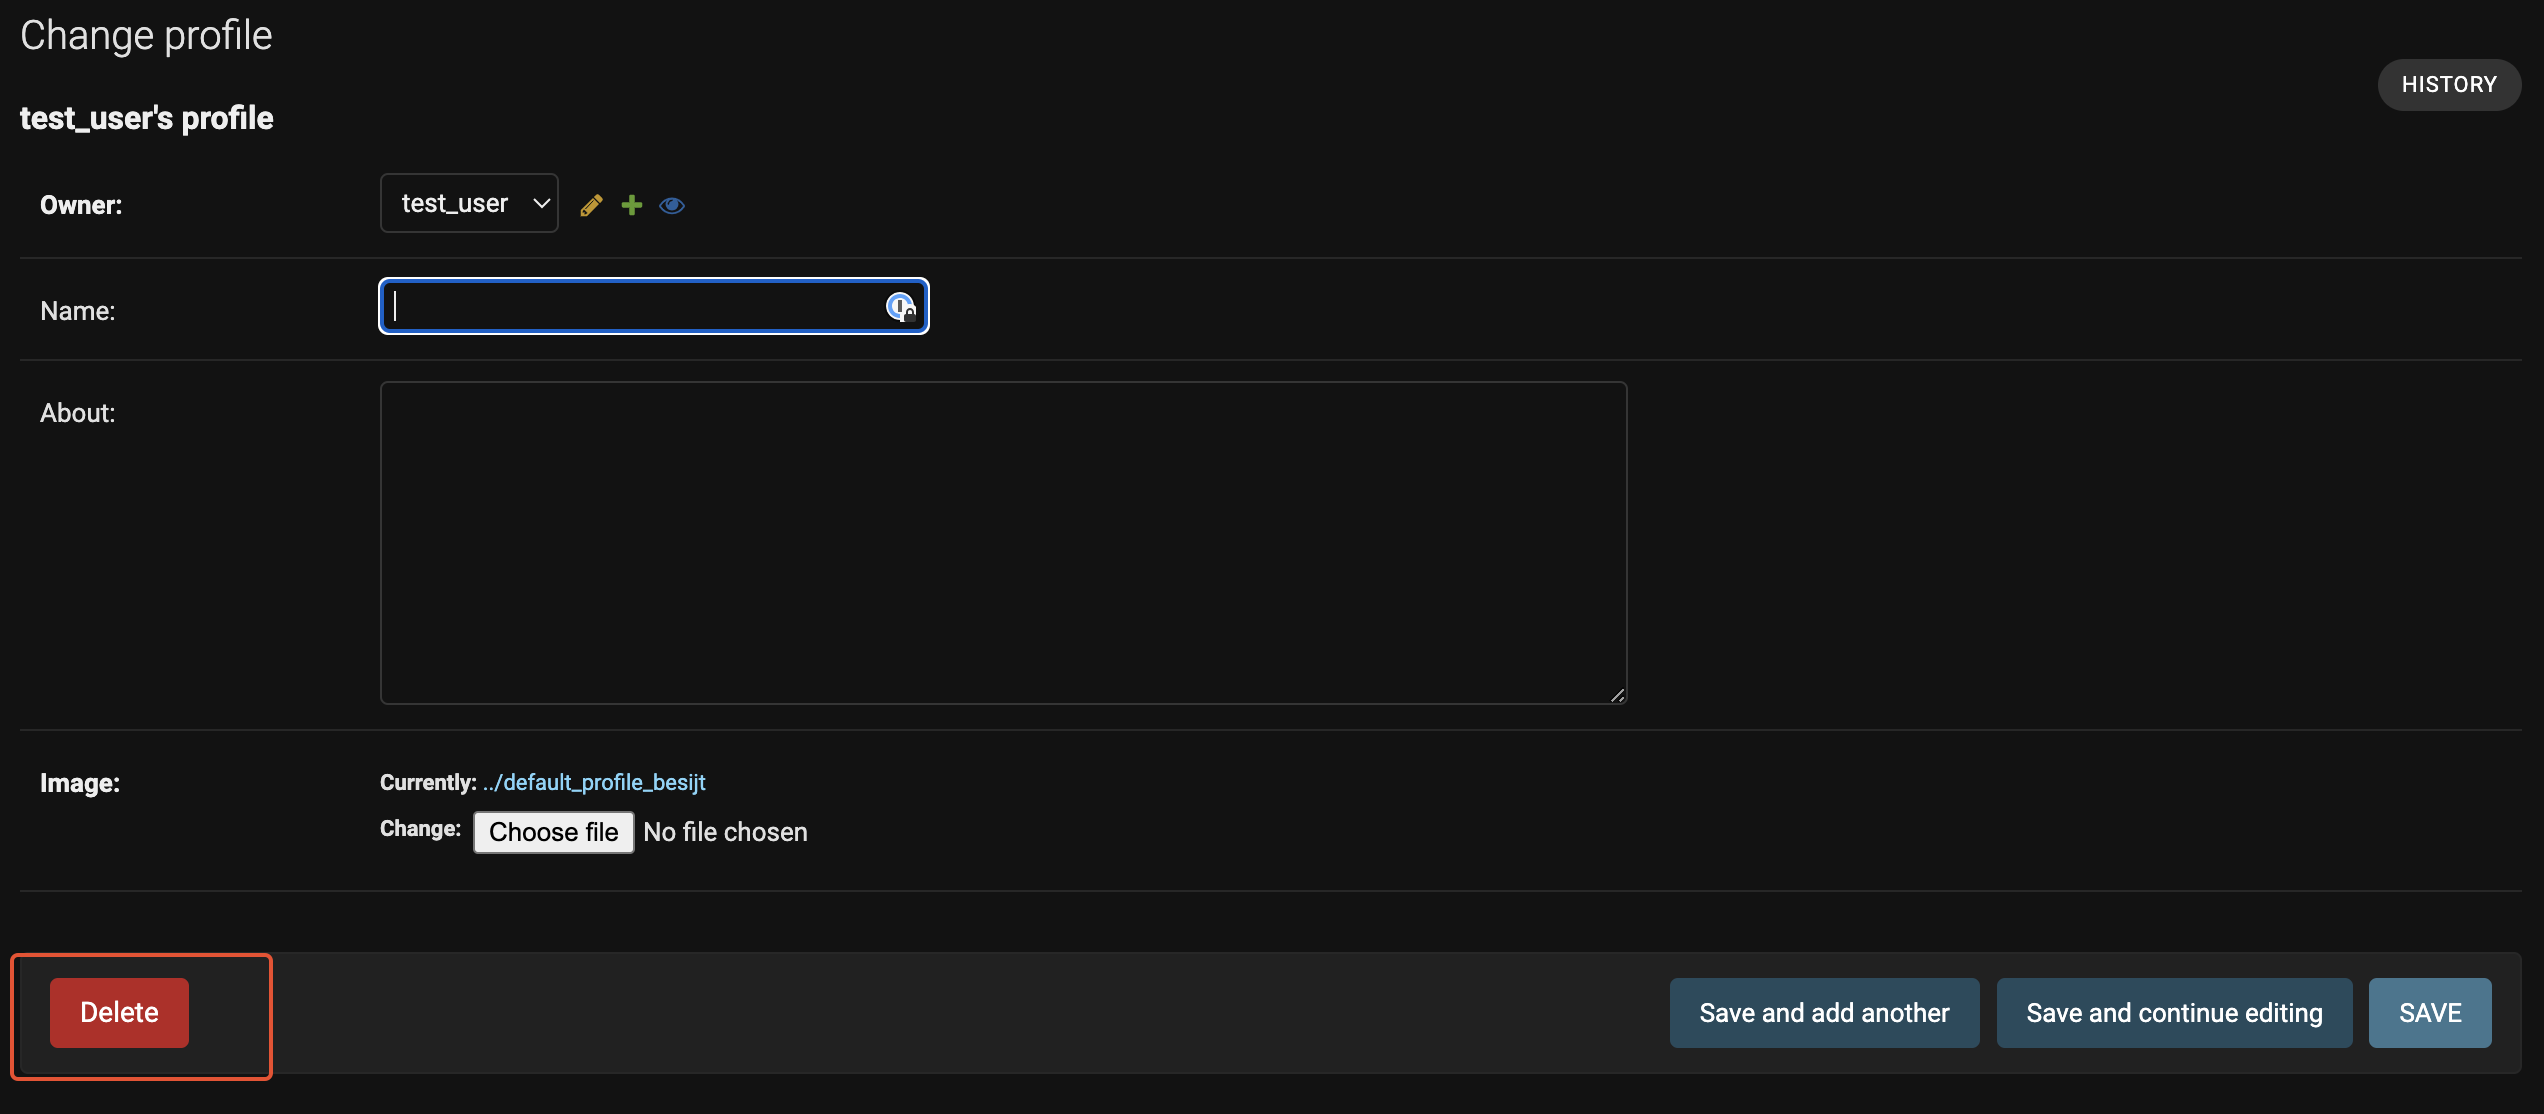 Change profile
HISTORY
test_user's profile
Owner: test_user
Name:
About:
Image: Currently: ../default_profile_besijt
Change: Choose file No file chosen
Delete Save and add another Save and continue editing SAVE